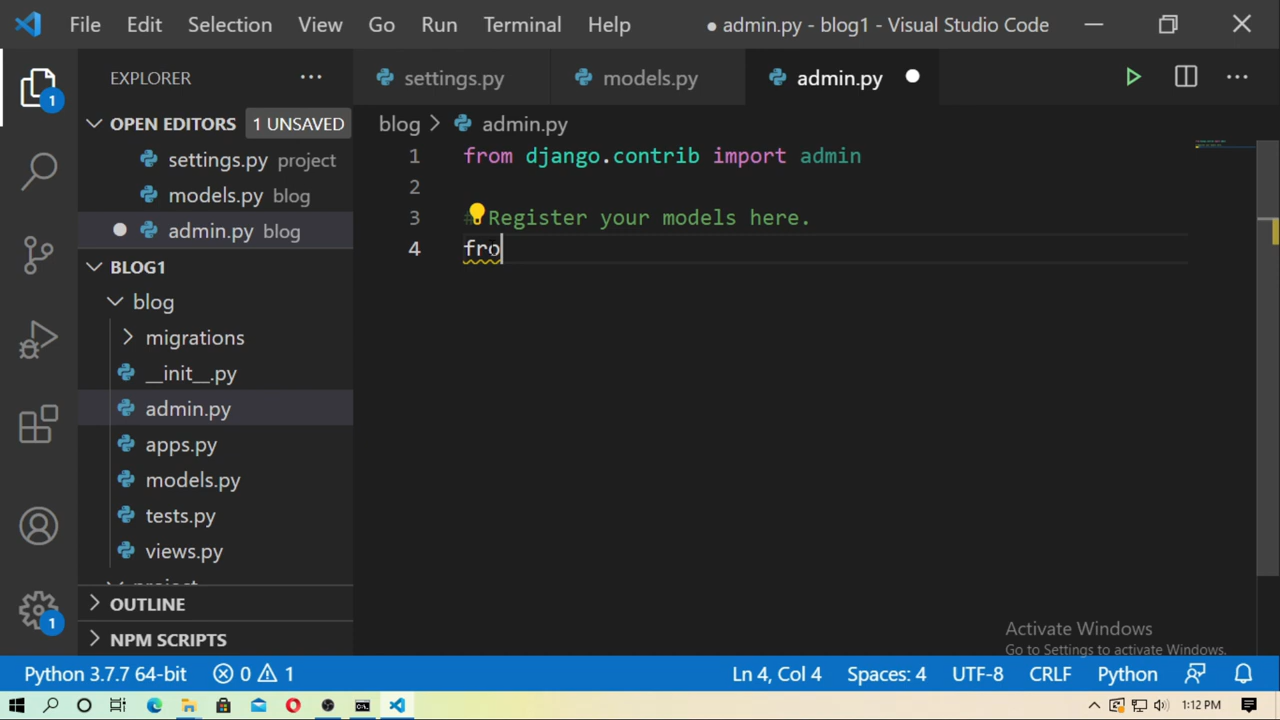 File Edit Selection View Go Run Terminal Help ● admin.py - blog1 - Visual Studio Code
EXPLORER ...
settings.py models.py admin.py
1
OPEN EDITORS 1 UNSAVED
settings.py project
models.py blog
admin.py blog
BLOG1
blog
migrations
__init__.py
admin.py
apps.py
models.py
tests.py
views.py
project
OUTLINE
NPM SCRIPTS
1
blog > admin.py
1 from django.contrib import admin
2
3 # Register your models here.
4 fro
Activate Windows
Go to Settings to activate Windows.
Python 3.7.7 64-bit 0 1 Ln 4, Col 4 Spaces: 4 UTF-8 CRLF Python
1:12 PM